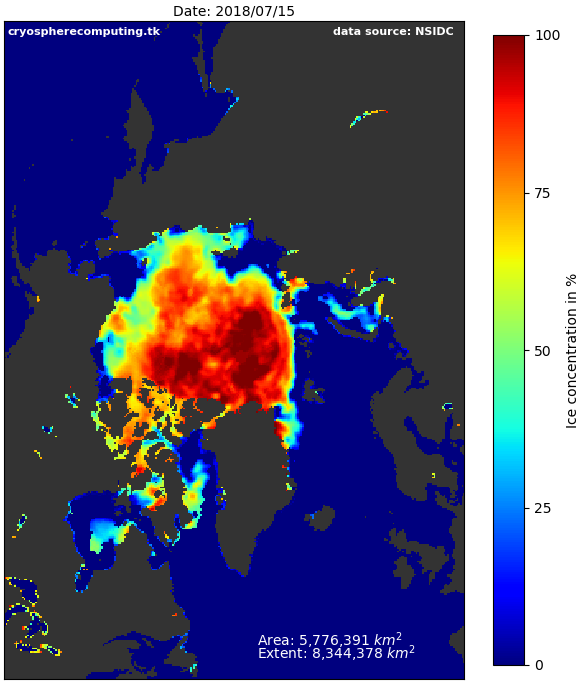 Date: 2018/07/15
cryospherecomputing.tk
data source: NSIDC
100
75
50
25
0
Ice concentration in %
Area: 5,776,391 km²
Extent: 8,344,378 km²